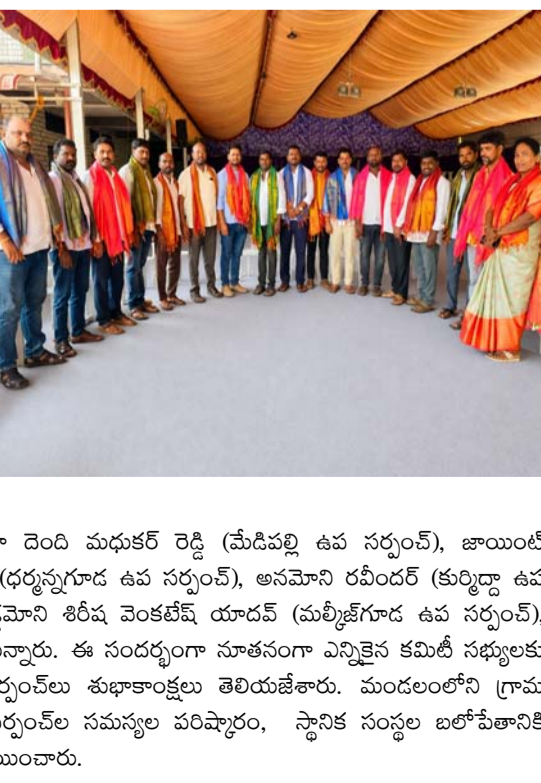 దెంది మధుకర్ రెడ్డి (మేడిపల్లి ఉప సర్పంచ్), జాయింట్
(ధర్మన్నగూడ ఉప సర్పంచ్), అనమోని రవీందర్ (కుర్మిద్దా ఉప
శిరీష వెంకటేష్ యాదవ్ (మల్కీజ్‌గూడ ఉప సర్పంచ్),
ఈ సందర్భంగా నూతనంగా ఎన్నికైన కమిటీ సభ్యులకు
శుభాకాంక్షలు తెలియజేశారు. మండలంలోని గ్రామ
సమస్యల పరిష్కారం, స్థానిక సంస్థల బలోపేతానికి